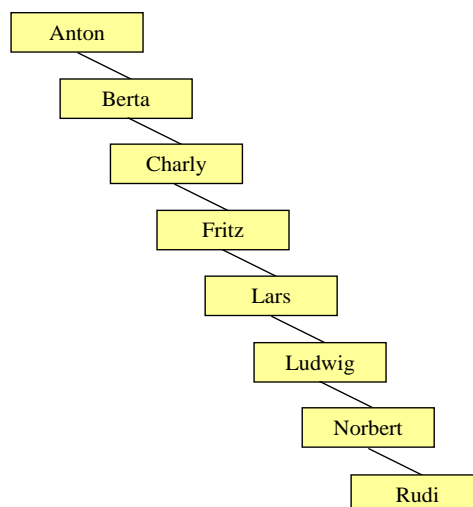 Anton
Berta
Charly
Fritz
Lars
Ludwig
Norbert
Rudi